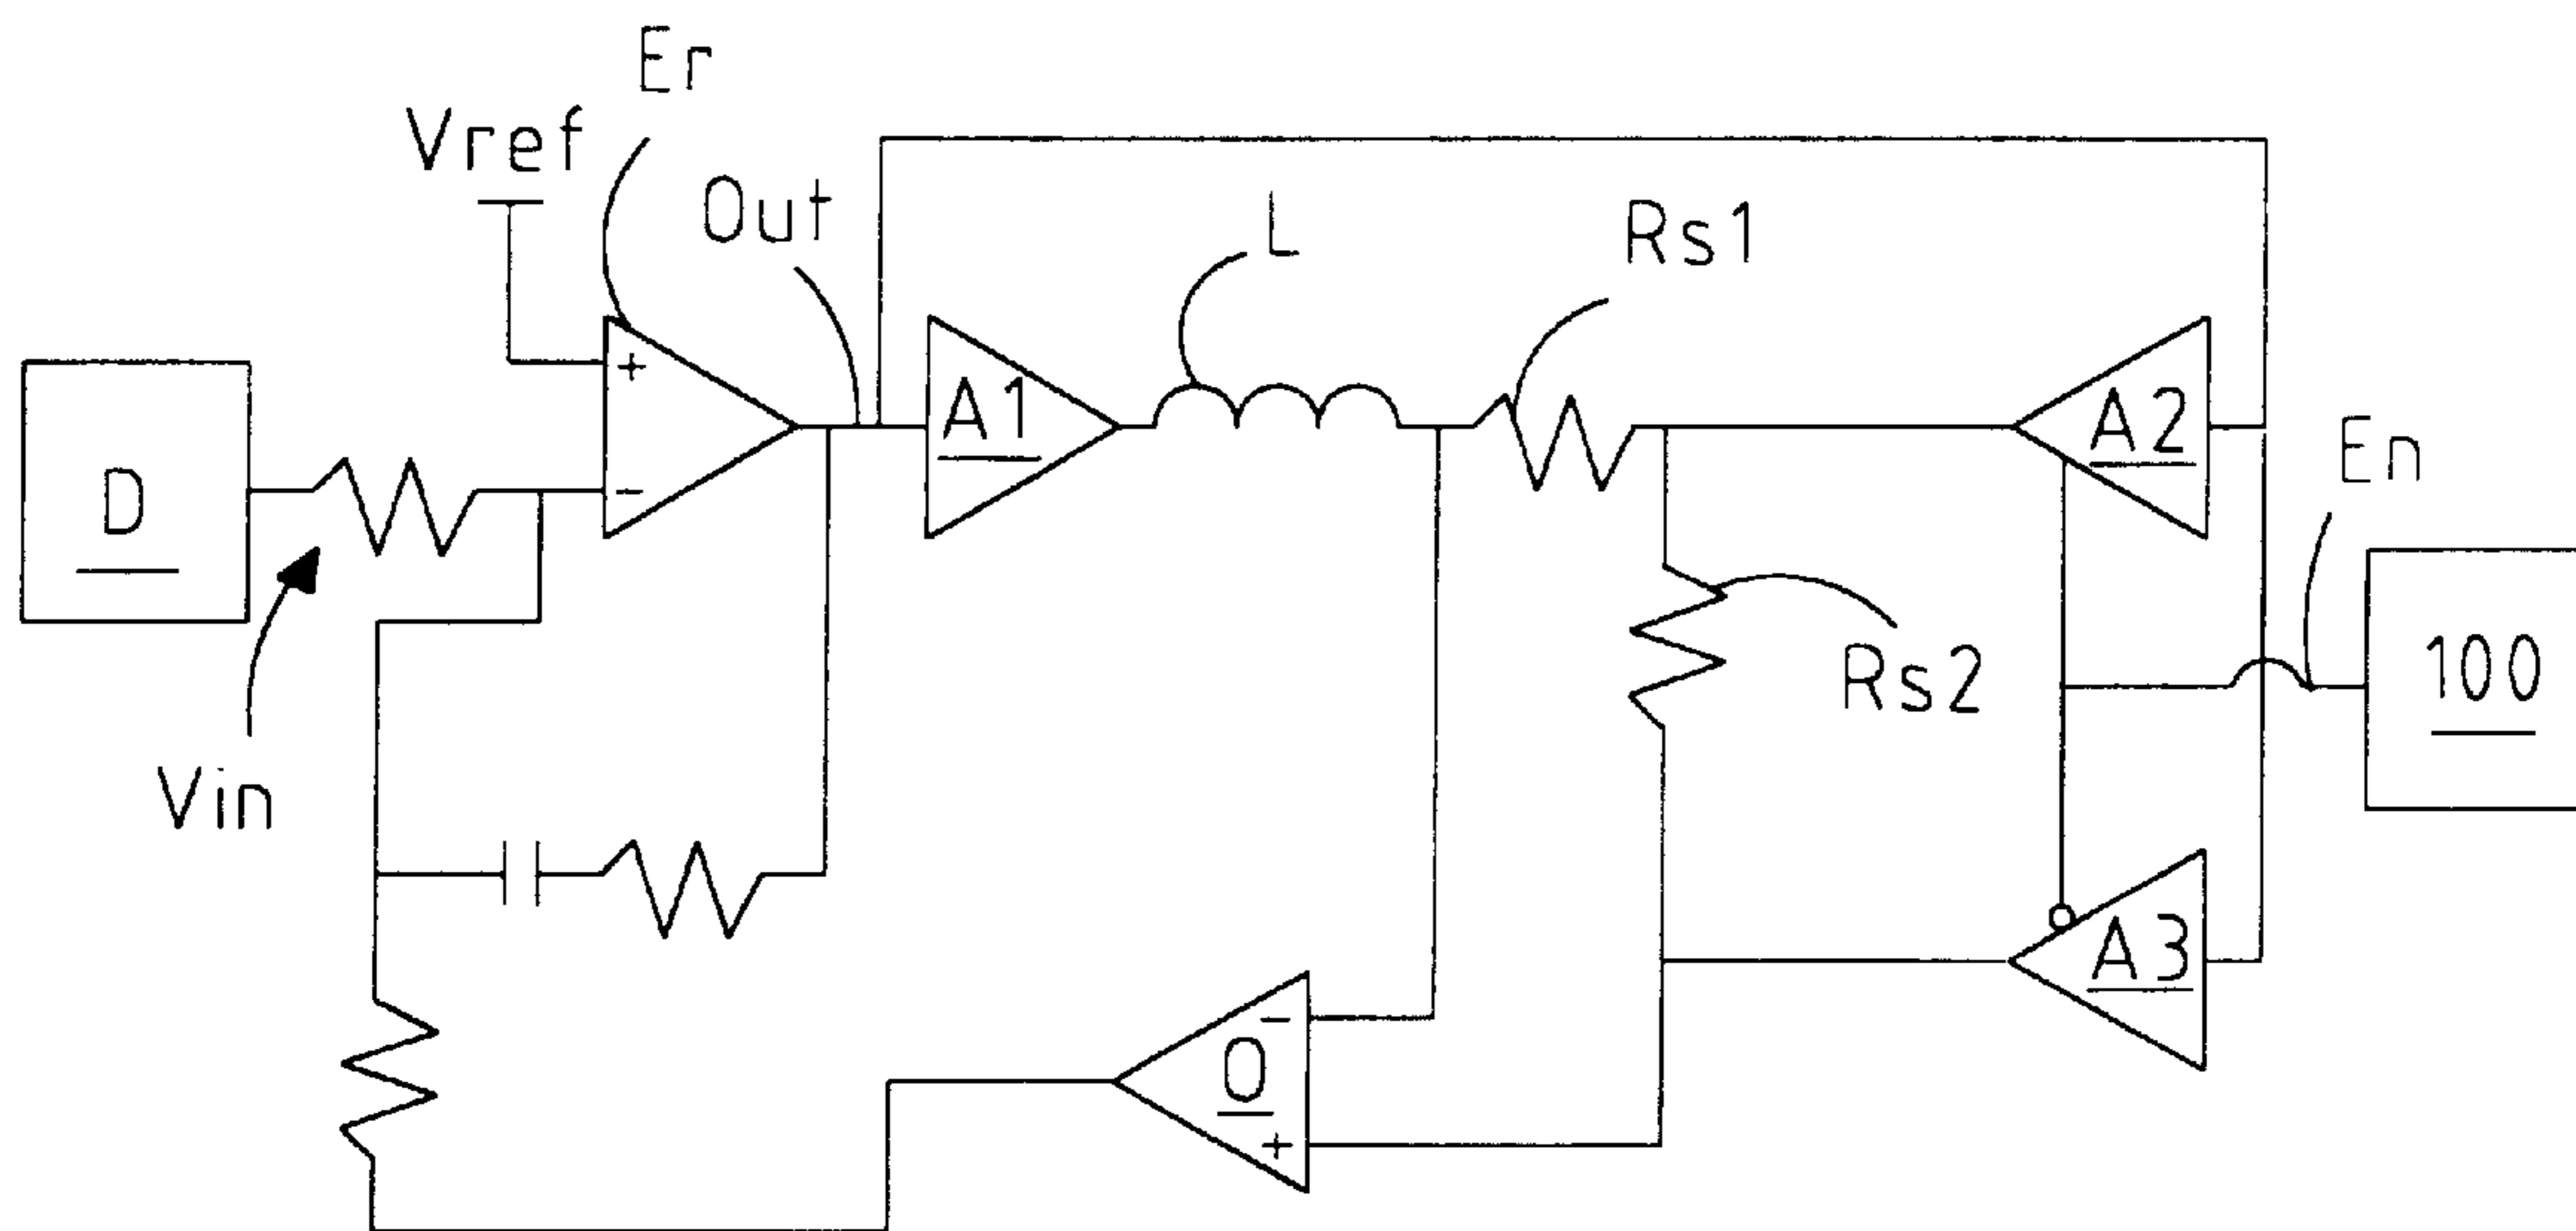 Er
Vref
Out
L
Rs1
+
A1
A2
En
D
-
100
Rs2
Vin
A3
-
O
+